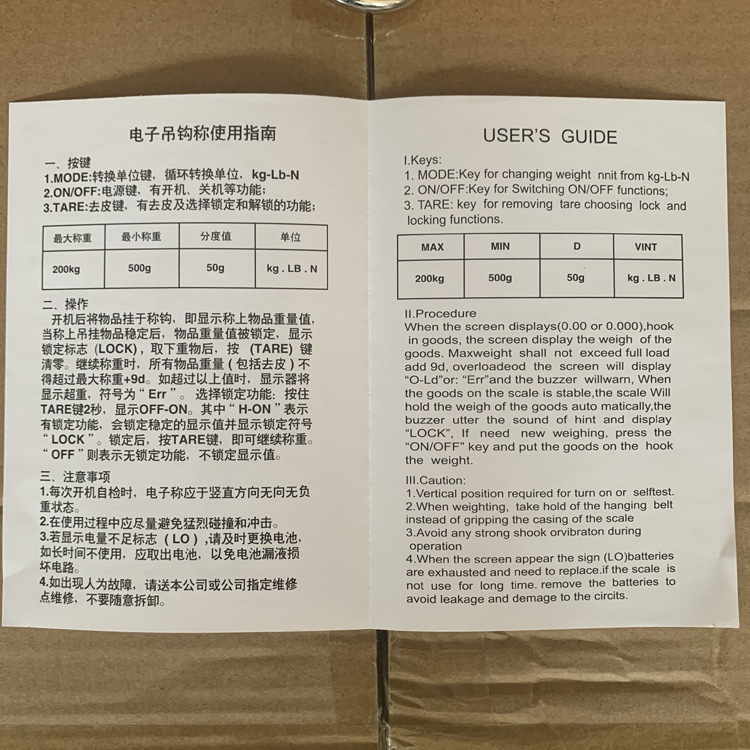 电子吊钩称使用指南
一、按键
1.MODE:转换单位键，循环转换单位，kg-Lb-N
2.ON/OFF:电源键，有开机、关机等功能；
3.TARE:去皮键，有去皮及选择锁定和解锁的功能；
最大称重 最小称重 分度值 单位
200kg 500g 50g kg . LB . N
二、操作
开机后将物品挂于称钩，即显示称上物品重量值，
当称上吊挂物品稳定后，物品重量值被锁定，显示
锁定标志（LOCK），取下重物后，按（TARE）键
清零。继续称重时，所有物品重量（包括去皮）不
得超过最大称重+9d。如超过以上值时，显示器将
显示超重，符号为“Err”。选择锁定功能：按住
TARE键2秒，显示OFF-ON。其中“H-ON”表示
有锁定功能，会锁定稳定的显示值并显示锁定符号
“LOCK”。锁定后，按TARE键，即可继续称重。
“OFF”则表示无锁定功能，不锁定显示值。
三、注意事项
1.每次开机自检时，电子称应于竖直方向无向无负
重状态。
2.在使用过程中应尽量避免猛烈碰撞和冲击。
3.若显示电量不足标志（LO）,请及时更换电池，
如长时间不使用，应取出电池，以免电池漏液损
坏电路。
4.如出现人为故障，请送本公司或公司指定维修
点维修，不要随意拆卸。
USER'S GUIDE
I.Keys:
1. MODE:Key for changing weight nnit from kg-Lb-N
2. ON/OFF:Key for Switching ON/OFF functions;
3. TARE: key for removing tare choosing lock and
locking functions.
MAX MIN D VINT
200kg 500g 50g kg . LB . N
II.Procedure
When the screen displays(0.00 or 0.000),hook
in goods, the screen display the weigh of the
goods. Maxweight shall not exceed full load
add 9d, overloadeod the screen will display
“O-Ld”or: “Err”and the buzzer willwarn, When
the goods on the scale is stable,the scale Will
hold the weigh of the goods auto matically,the
buzzer utter the sound of hint and display
“LOCK”, If need new weighing, press the
“ON/OFF” key and put the goods on the hook
the weight.
III.Caution:
1.Vertical position required for turn on or selftest.
2.When weighting, take hold of the hanging belt
instead of gripping the casing of the scale
3.Avoid any strong shook orvibraton during
operation
4.When the screen appear the sign (LO)batteries
are exhausted and need to replace.if the scale is
not use for long time. remove the batteries to
avoid leakage and demage to the circits.